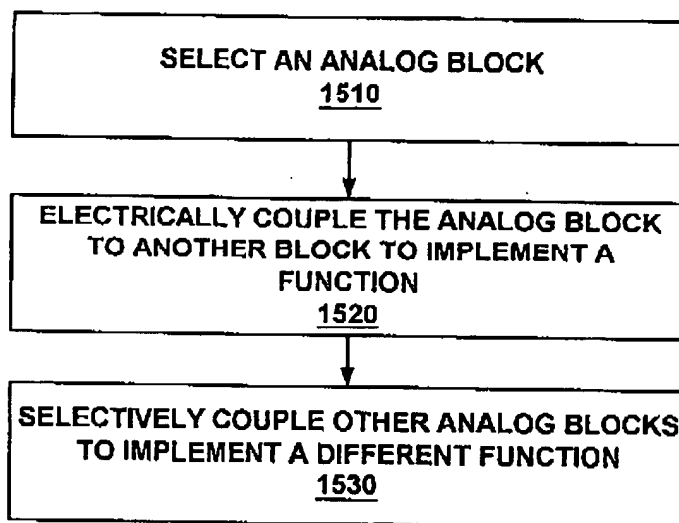 SELECT AN ANALOG BLOCK
1510
ELECTRICALLY COUPLE THE ANALOG BLOCK
TO ANOTHER BLOCK TO IMPLEMENT A
FUNCTION
1520
SELECTIVELY COUPLE OTHER ANALOG BLOCKS
TO IMPLEMENT A DIFFERENT FUNCTION
1530